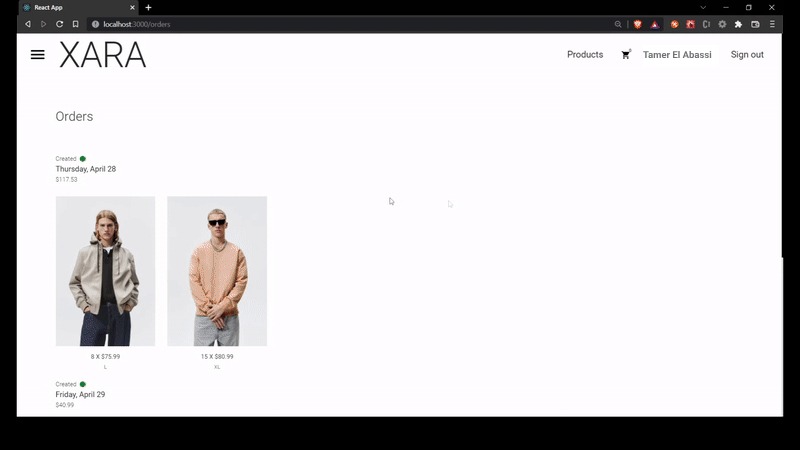 React App
localhost:3000/orders
XARA
Products
Tamer El Abassi
Sign out
Orders
Created
Thursday, April 28
$117.53
8 X $75.99
L
15 X $80.99
XL
Created
Friday, April 29
$40.99